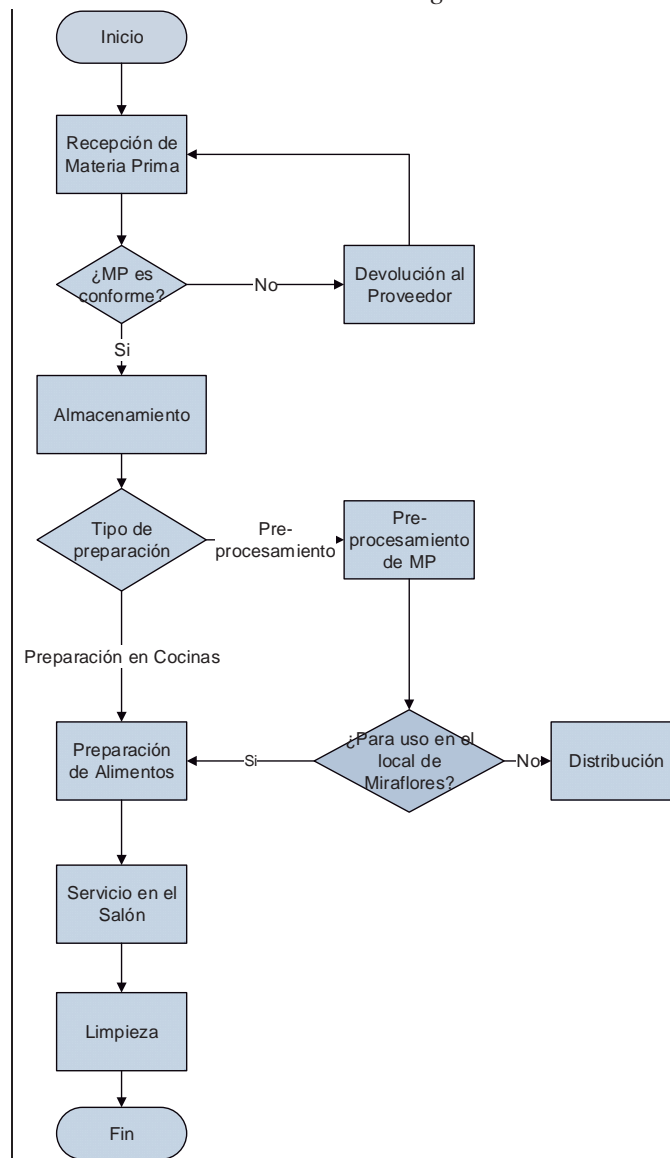 Inicio
Recepción de
Materia Prima
¿MP es
conforme?
No
Devolución al
Proveedor
Si
Almacenamiento
Tipo de
preparación
Pre-
procesamiento
Pre-
procesamiento
de MP
Preparación en Cocinas
Preparación
de Alimentos
Si
¿Para uso en el
local de
Miraflores?
No
Distribución
Servicio en el
Salón
Limpieza
Fin